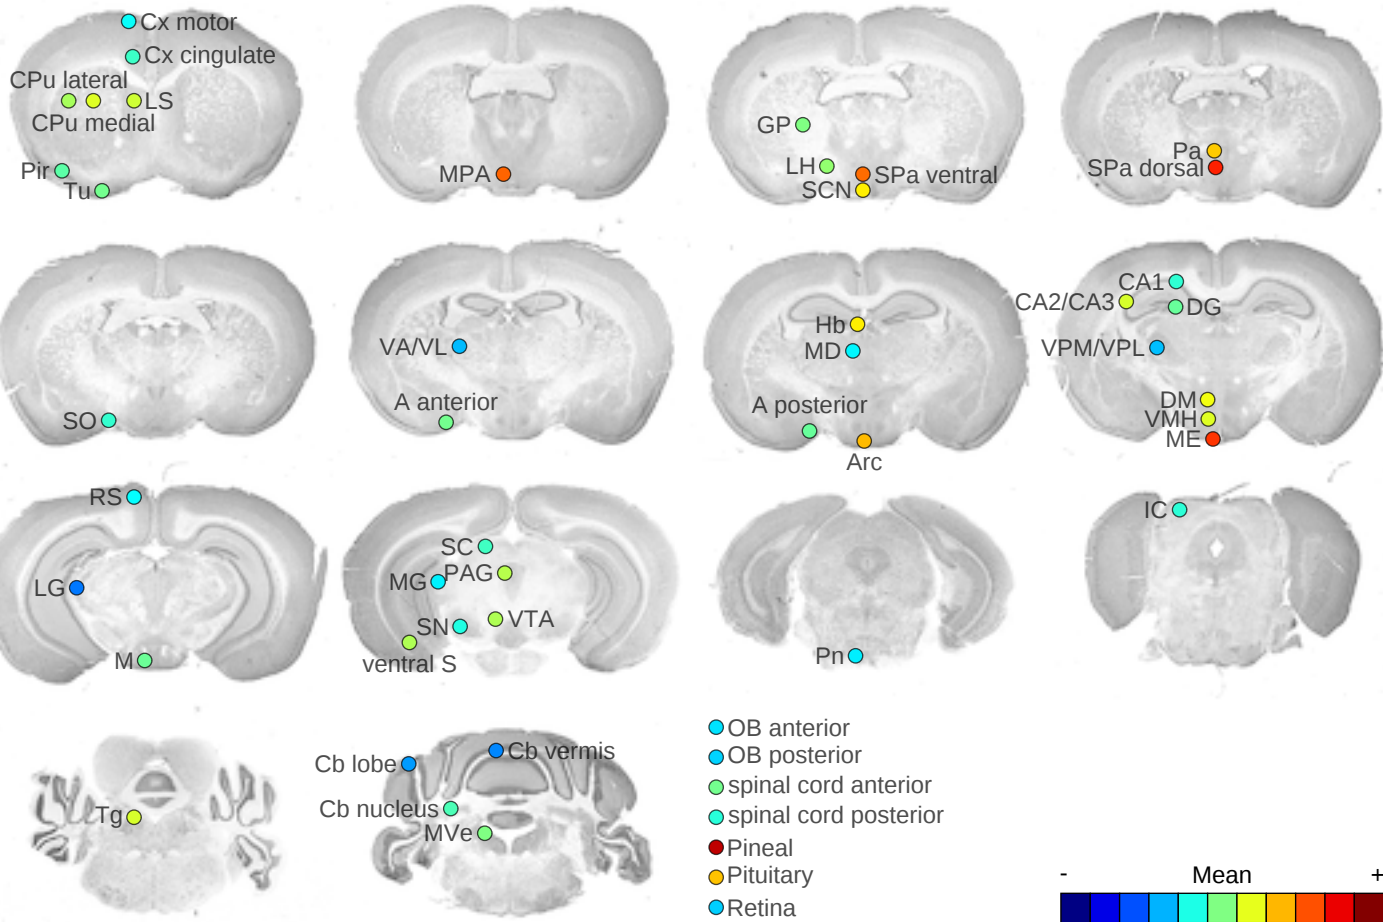 Cx motor
Cx cingulate
CPu lateral
LS
CPu medial
Pir
Tu
MPA
GP
LH
SPa ventral
SCN
Pa
SPa dorsal
SO
VA/VL
A anterior
Hb
MD
A posterior
Arc
CA1
CA2/CA3
DG
VPM/VPL
DM
VMH
ME
RS
LG
M
SC
MG
PAG
SN
VTA
ventral S
Pn
IC
Tg
Cb lobe
Cb vermis
Cb nucleus
MVe
OB anterior
OB posterior
spinal cord anterior
spinal cord posterior
Pineal
Pituitary
Retina
- Mean +